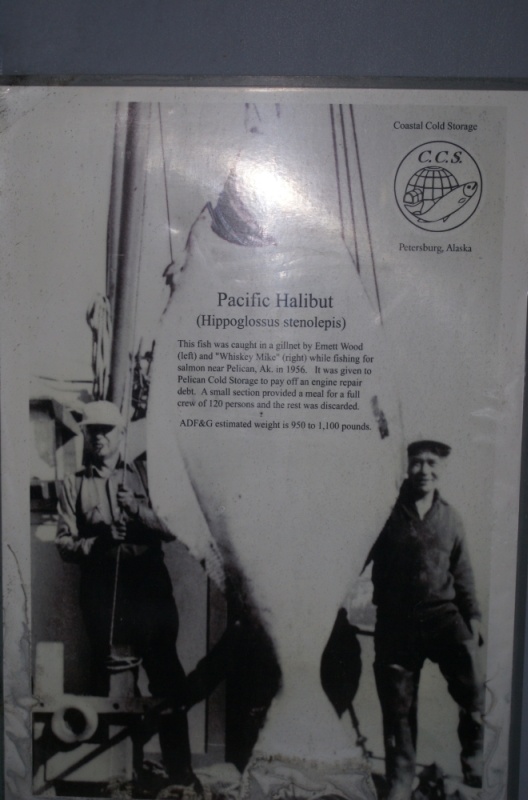 Coastal Cold Storage
C.C.S.
Petersburg, Alaska
Pacific Halibut
(Hippoglossus stenolepis)
This fish was caught in a gillnet by Emett Wood
(left) and "Whiskey Mike" (right) while fishing for
salmon near Pelican, Ak. in 1956. It was given to
Pelican Cold Storage to pay off an engine repair
debt. A small section provided a meal for a full
crew of 120 persons and the rest was discarded.
ADF&G estimated weight is 950 to 1,100 pounds.